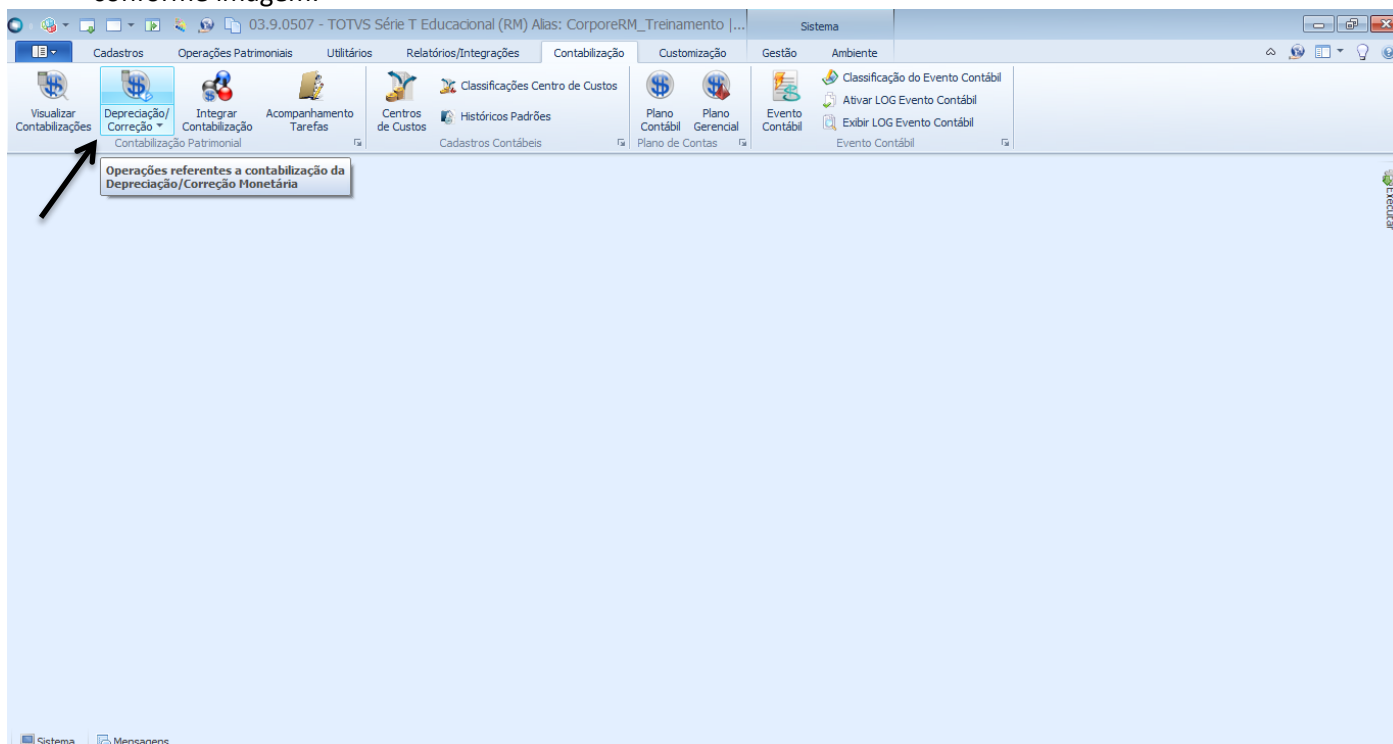 conforme imagem:
03.9.0507 - TOTVS Série T Educacional (RM) Alias: CorporeRM_Treinamento |...
Sistema
Cadastros Operações Patrimoniais Utilitários Relatórios/Integrações Contabilização Customização Gestão Ambiente
Visualizar Contabilizações
Depreciação/ Correção
Integrar Contabilização
Acompanhamento Tarefas
Contabilização Patrimonial
Centros de Custos
Classificações Centro de Custos
Históricos Padrões
Cadastros Contábeis
Plano Contábil
Plano Gerencial
Plano de Contas
Evento Contábil
Classificação do Evento Contábil
Ativar LOG Evento Contábil
Exibir LOG Evento Contábil
Evento Contábil
Operações referentes a contabilização da
Depreciação/Correção Monetária
Executar
Sistema Mensagens